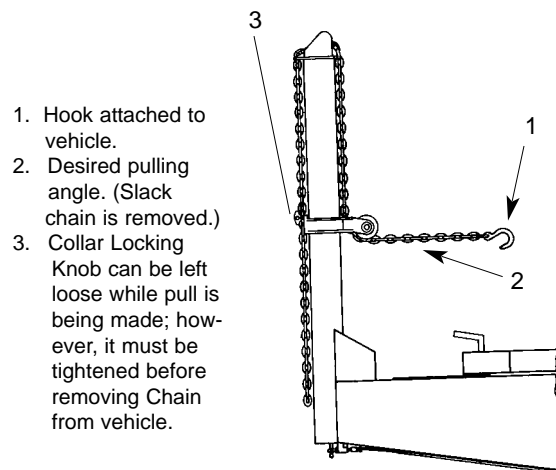 3
1. Hook attached to
vehicle.
2. Desired pulling
angle. (Slack
chain is removed.)
3. Collar Locking
Knob can be left
loose while pull is
being made; how-
ever, it must be
tightened before
removing Chain
from vehicle.
1
2